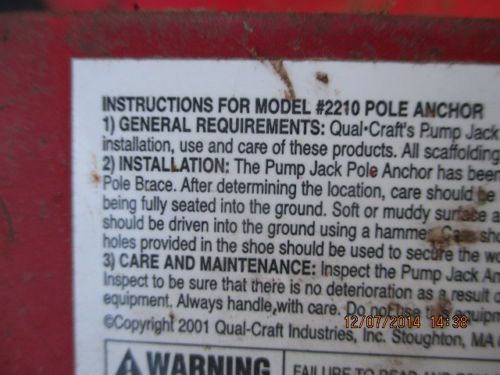 INSTRUCTIONS FOR MODEL #2210 POLE ANCHOR
1) GENERAL REQUIREMENTS: Qual-Craft's Pump Jack
installation, use and care of these products. All scaffolding
2) INSTALLATION: The Pump Jack Pole Anchor has been
Pole Brace. After determining the location, care should be
being fully seated into the ground. Soft or muddy surface
should be driven into the ground using a hammer.
holes provided in the shoe should be used to secure the
3) CARE AND MAINTENANCE: Inspect the Pump Jack
Inspect to be sure that there is no deterioration as a result
equipment. Always handle with care. Do not use
©Copyright 2001 Qual-Craft Industries, Inc. Stoughton, MA
12/07/2014 14:38
WARNING
FAILURE TO READ